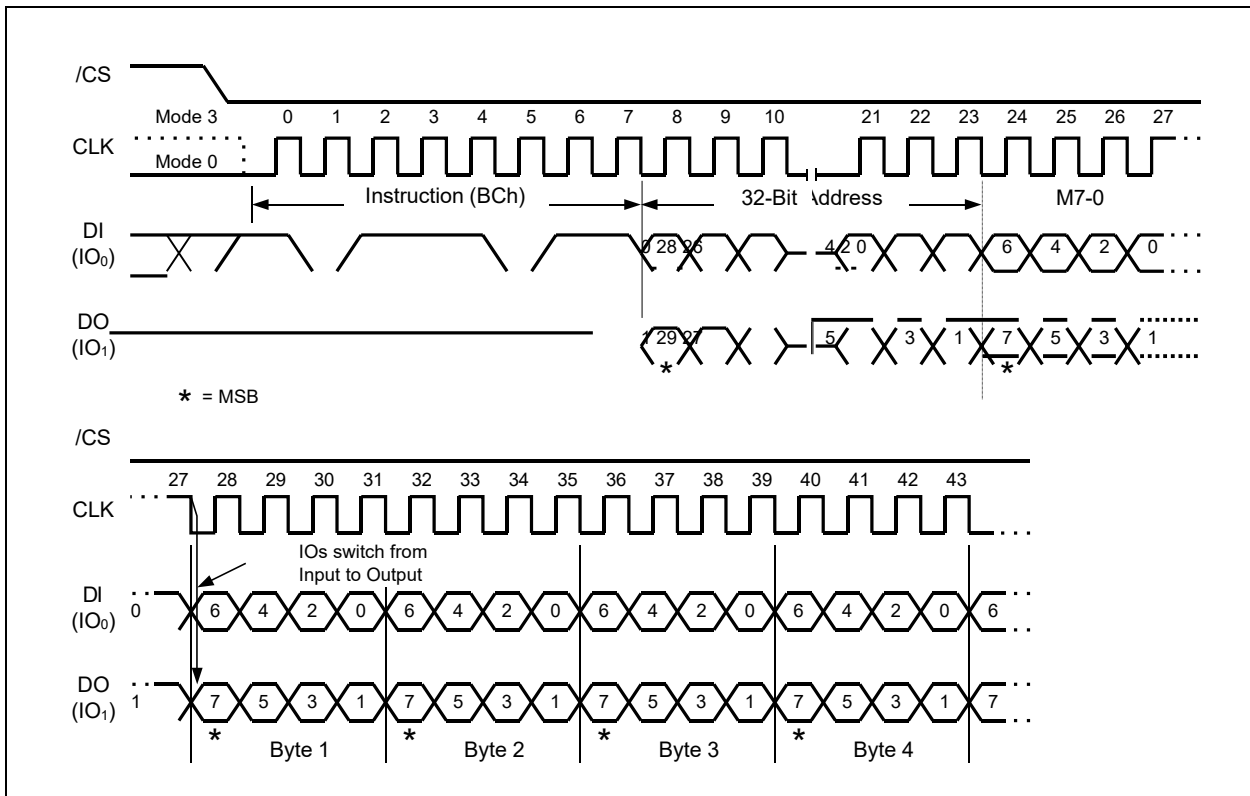 /CS
Mode 3 0 1 2 3 4 5 6 7 8 9 10 21 22 23 24 25 26 27
CLK
Mode 0
Instruction (BCh) 32-Bit Address M7-0
DI
(IO0) 28 26 4 2 0 6 4 2 0
DO
(IO1) 29 27 5 3 1 7 5 3 1
* *
* = MSB
/CS
27 28 29 30 31 32 33 34 35 36 37 38 39 40 41 42 43
CLK
IOs switch from
Input to Output
DI
(IO0) 0 6 4 2 0 6 4 2 0 6 4 2 0 6 4 2 0 6
DO
(IO1) 1 7 5 3 1 7 5 3 1 7 5 3 1 7 5 3 1 7
* * * *
Byte 1 Byte 2 Byte 3 Byte 4